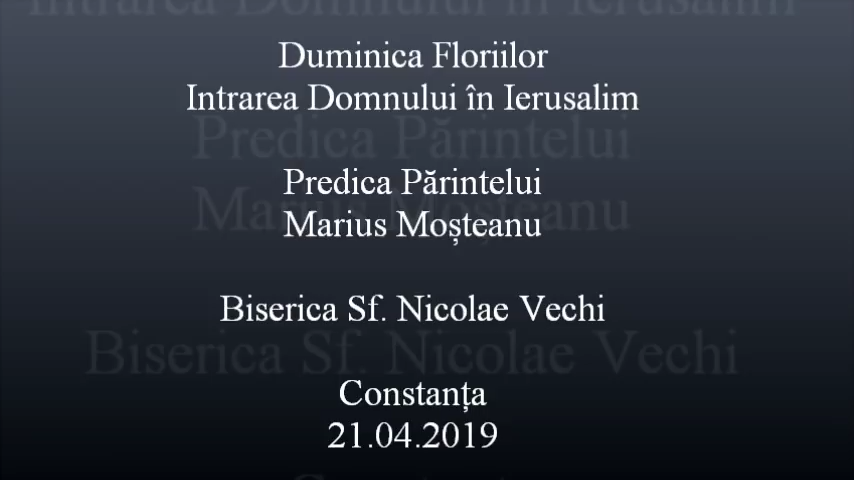 Duminica Floriilor
Intrarea Domnului în Ierusalim
Predica Părintelui
Marius Moșteanu
Biserica Sf. Nicolae Vechi
Constanța
21.04.2019